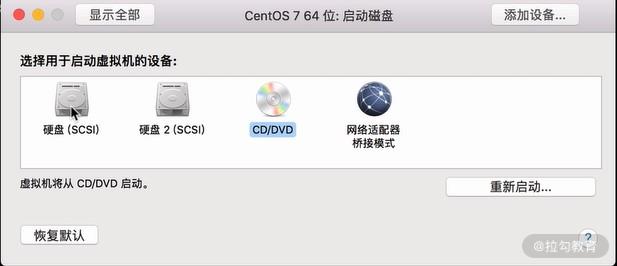 显示全部
CentOS 7 64 位: 启动磁盘
添加设备...
选择用于启动虚拟机的设备:
硬盘 (SCSI)
硬盘 2 (SCSI)
CD/DVD
网络适配器
桥接模式
虚拟机将从 CD/DVD 启动。
重新启动...
恢复默认
?
@拉勾教育